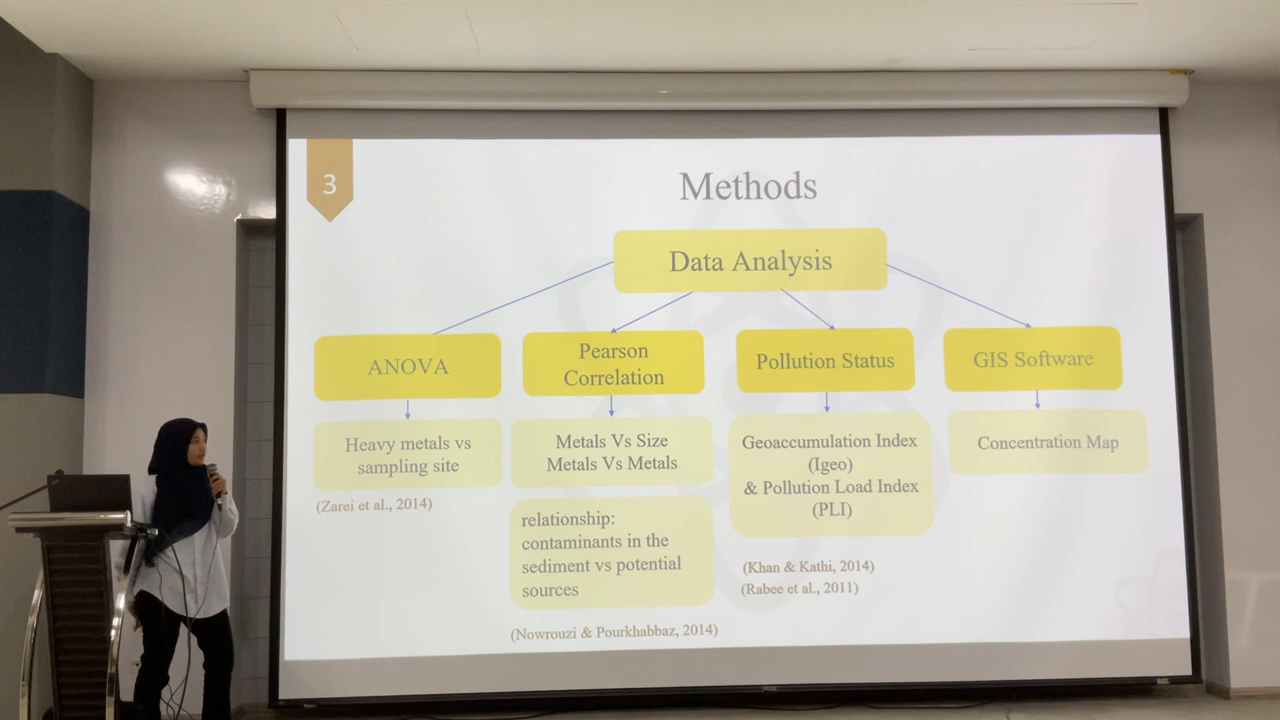 3
Methods
Data Analysis
ANOVA
Heavy metals vs
sampling site
(Zarei et al., 2014)
Pearson
Correlation
Metals Vs Size
Metals Vs Metals
relationship:
contaminants in the
sediment vs potential
sources
(Nowrouzi & Pourkhabbaz, 2014)
Pollution Status
Geoaccumulation Index
(Igeo)
& Pollution Load Index
(PLI)
(Khan & Kathi, 2014)
(Rabee et al., 2011)
GIS Software
Concentration Map